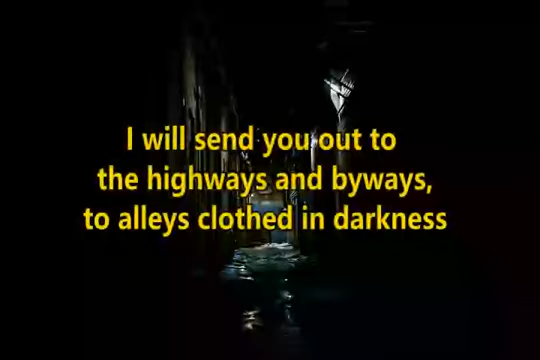 I will send you out to
the highways and byways,
to alleys clothed in darkness